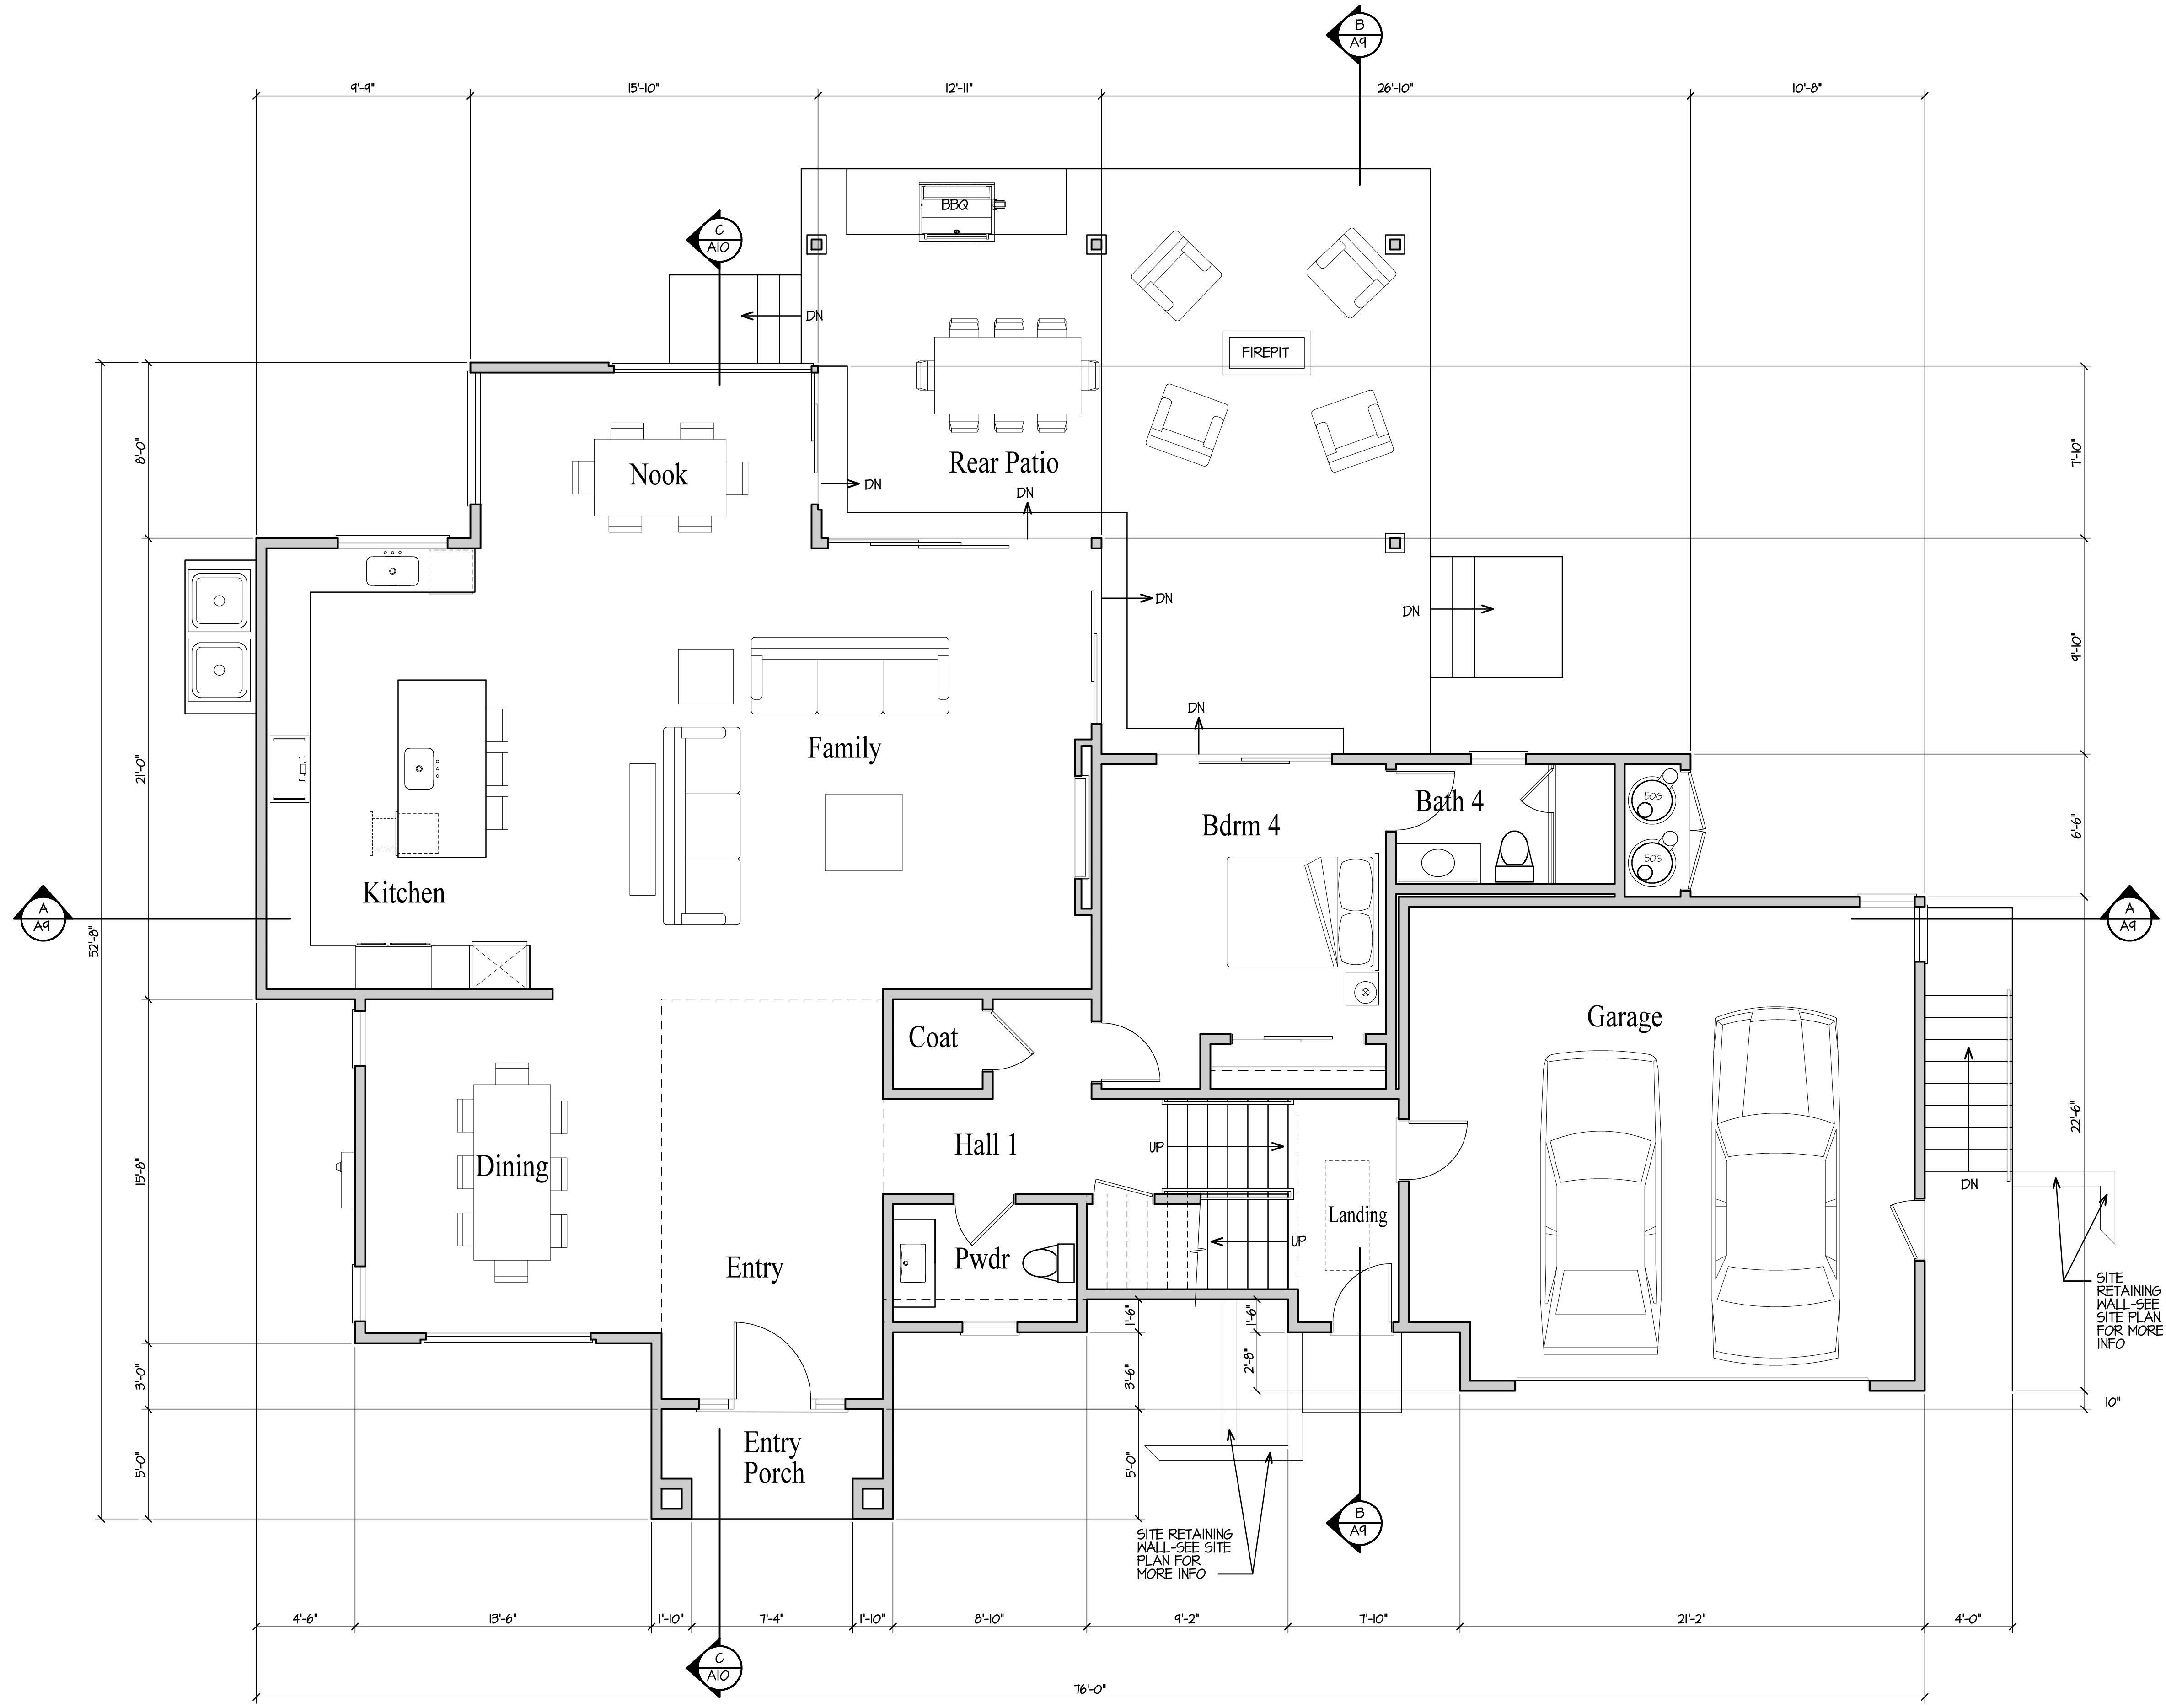 B
A9
9'-9"
15'-10"
12'-11"
26'-10"
10'-8"
BBQ
C
A10
DN
FIREPIT
Nook
Rear Patio
DN
DN
8'-0"
7'-10"
DN
DN
9'-10"
DN
Family
21'-0"
50G
Bath 4
Bdrm 4
6'-6"
50G
Kitchen
A
A9
A
A9
52'-8"
Garage
Coat
22'-6"
Hall 1
UP
Dining
15'-8"
DN
Landing
UP
Pwdr
Entry
SITE
RETAINING
WALL-SEE
SITE PLAN
FOR MORE
INFO
1'-6"
1'-6"
2'-8"
3'-0"
3'-6"
10"
Entry
Porch
5'-0"
5'-0"
B
A9
SITE RETAINING
WALL-SEE SITE
PLAN FOR
MORE INFO
4'-6"
13'-6"
1'-10"
7'-4"
1'-10"
8'-10"
9'-2"
7'-10"
21'-2"
4'-0"
C
A10
76'-0"